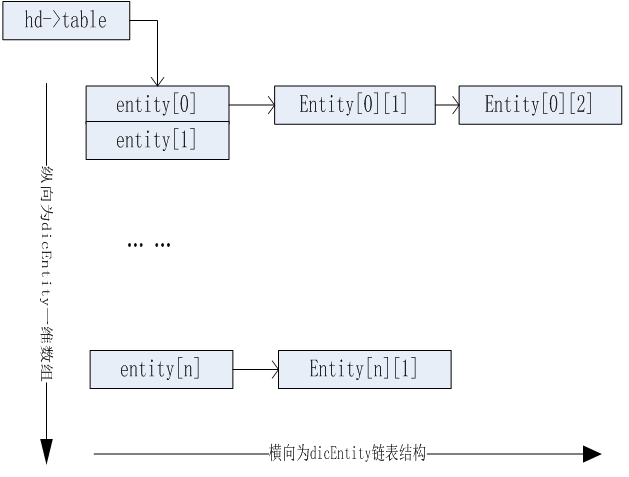 hd->table
entity[0]
Entity[0][1]
Entity[0][2]
entity[1]
纵向为dicEntity一维数组
... ...
entity[n]
Entity[n][1]
横向为dicEntity链表结构